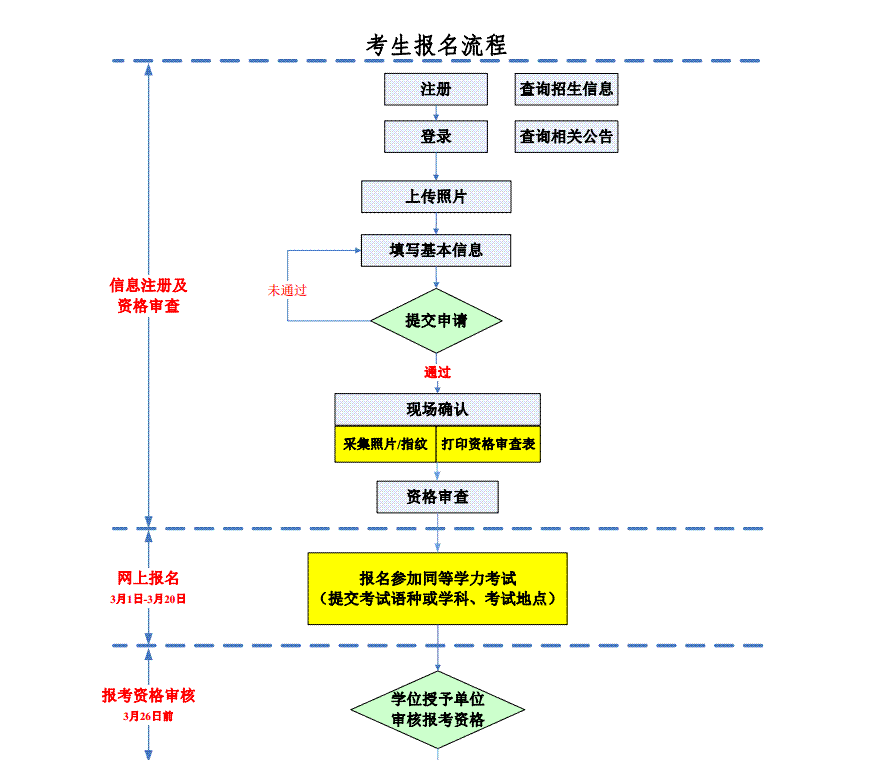 考生报名流程
注册
查询招生信息
登录
查询相关公告
上传照片
填写基本信息
信息注册及
资格审查
未通过
提交申请
通过
现场确认
采集照片/指纹
打印资格审查表
资格审查
网上报名
3月1日-3月20日
报名参加同等学力考试
（提交考试语种或学科、考试地点）
报考资格审核
3月26日前
学位授予单位
审核报考资格